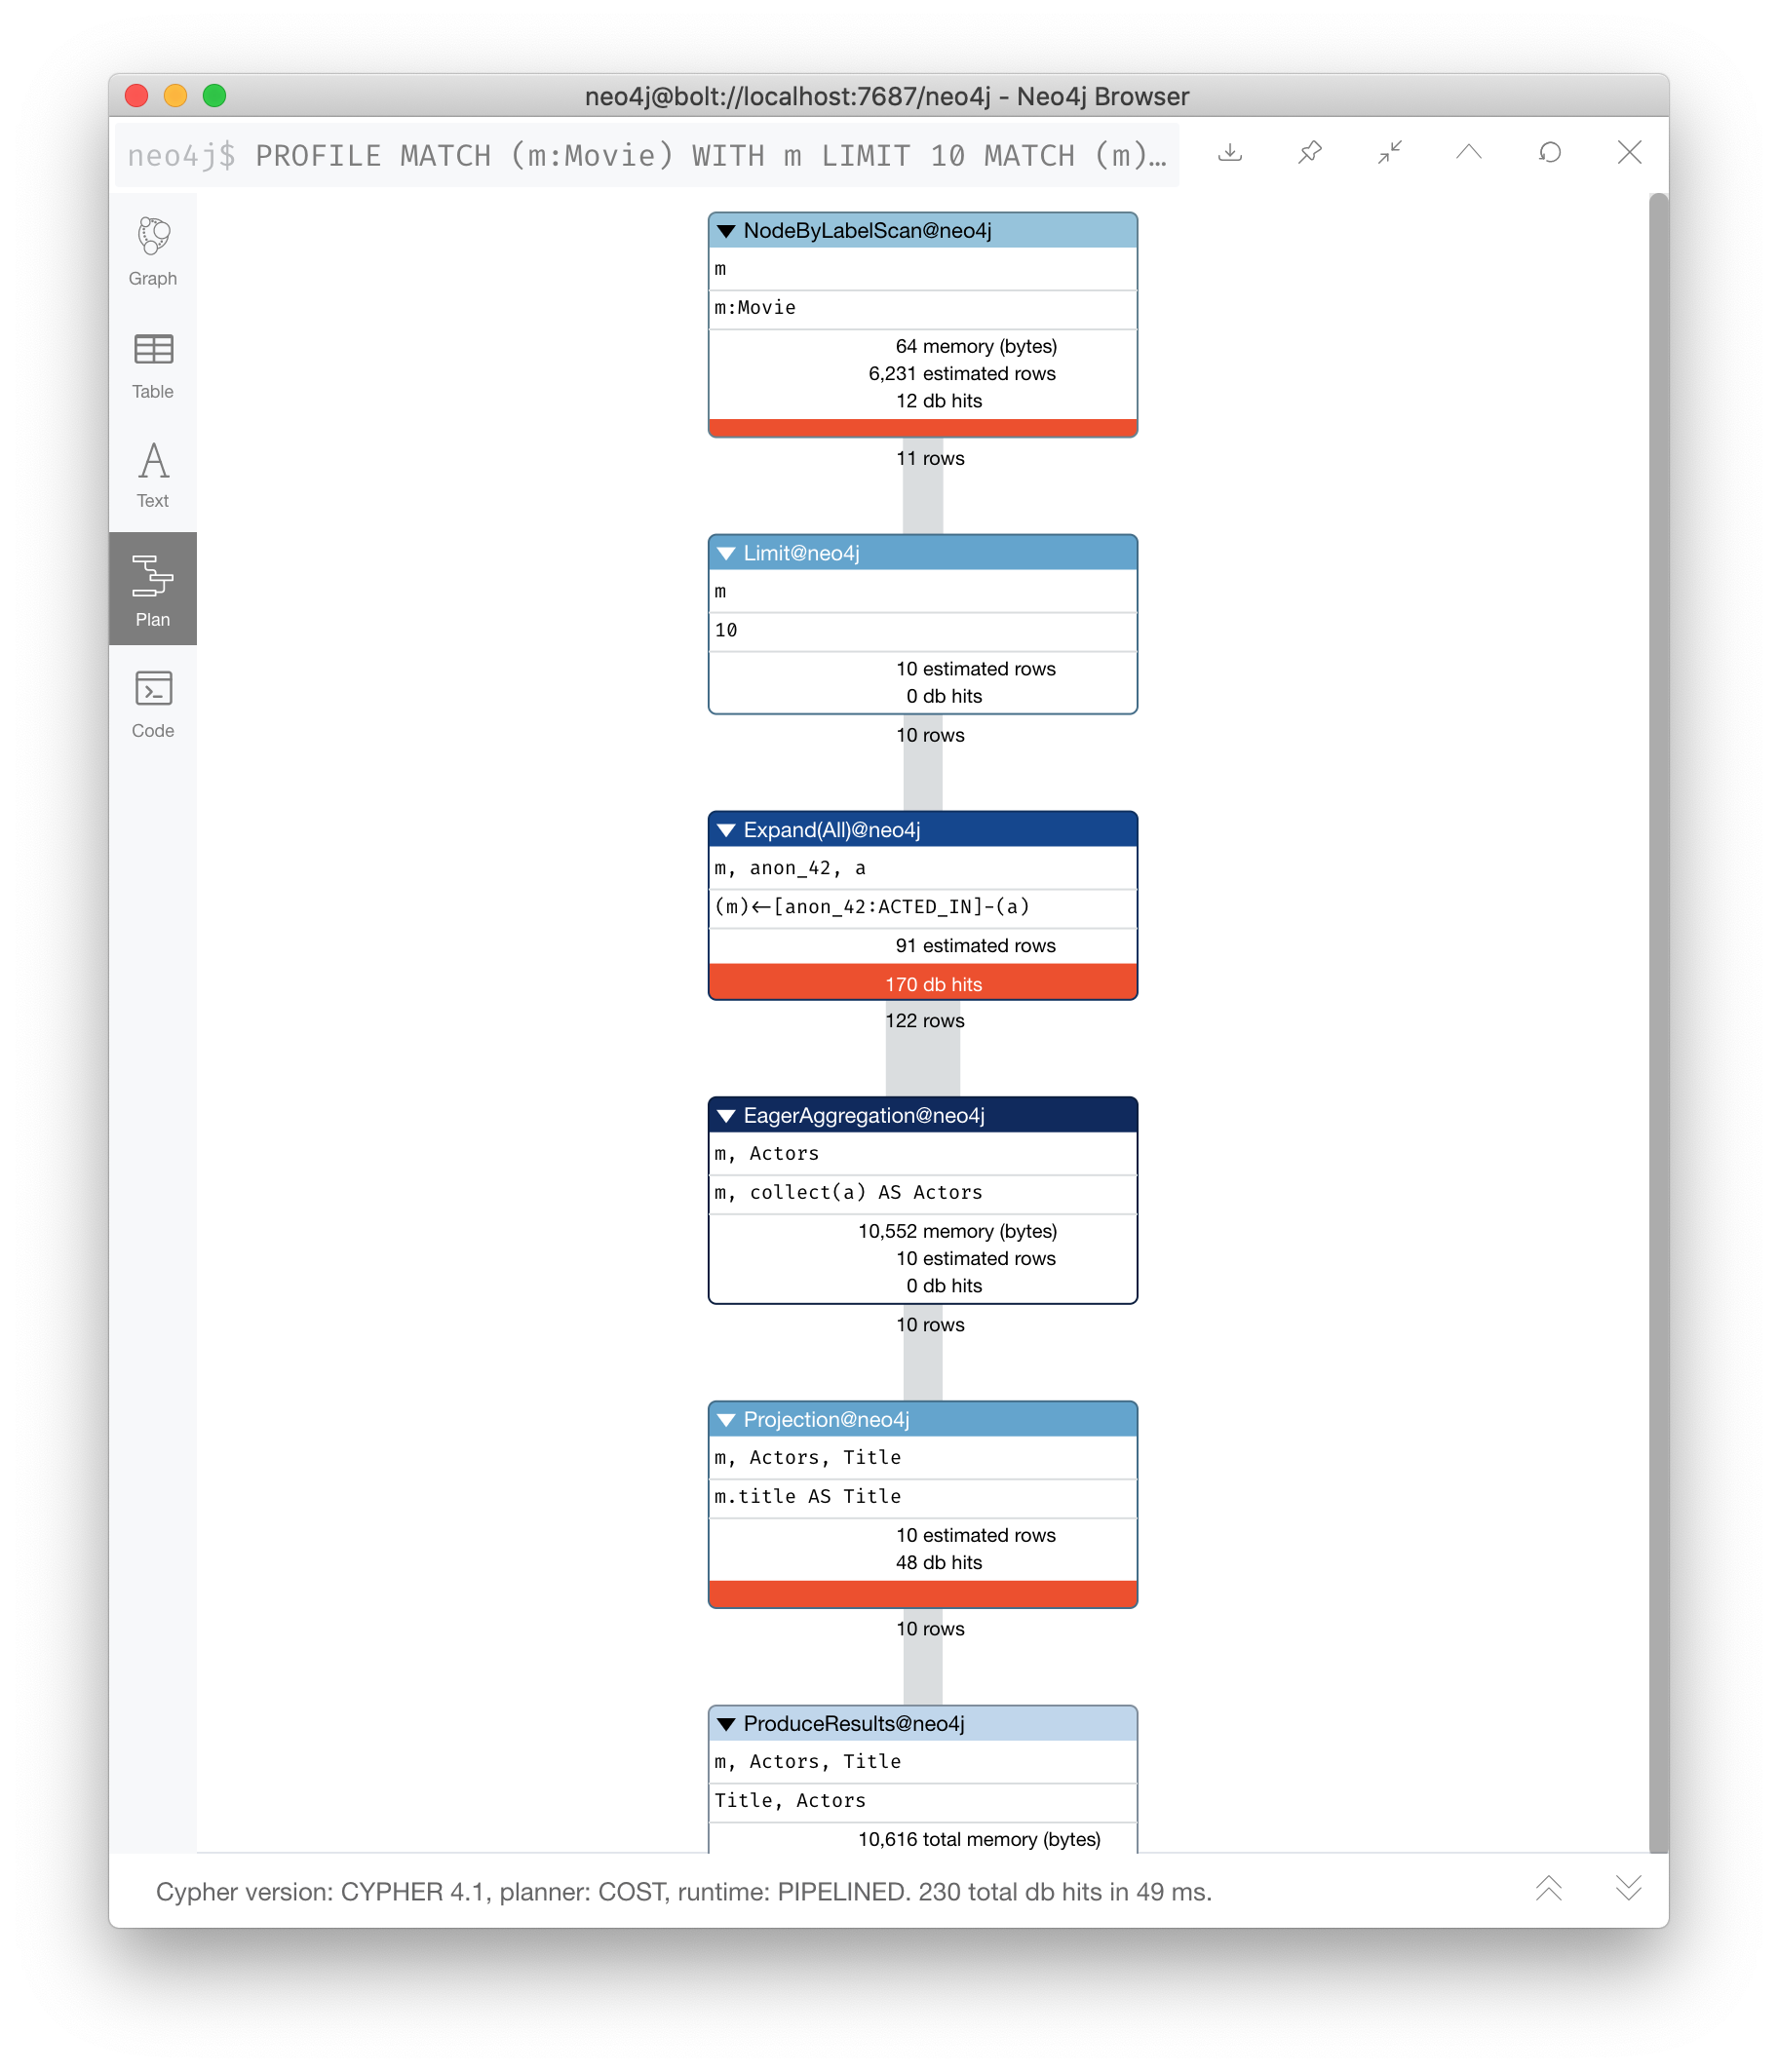 neo4j@bolt://localhost:7687/neo4j - Neo4j Browser
neo4j$ PROFILE MATCH (m:Movie) WITH m LIMIT 10 MATCH (m)…
Graph
Table
Text
Plan
Code
NodeByLabelScan@neo4j
m
m:Movie
64 memory (bytes)
6,231 estimated rows
12 db hits
11 rows
Limit@neo4j
m
10
10 estimated rows
0 db hits
10 rows
Expand(All)@neo4j
m, anon_42, a
(m)<-[anon_42:ACTED_IN]-(a)
91 estimated rows
170 db hits
122 rows
EagerAggregation@neo4j
m, Actors
m, collect(a) AS Actors
10,552 memory (bytes)
10 estimated rows
0 db hits
10 rows
Projection@neo4j
m, Actors, Title
m.title AS Title
10 estimated rows
48 db hits
10 rows
ProduceResults@neo4j
m, Actors, Title
Title, Actors
10,616 total memory (bytes)
Cypher version: CYPHER 4.1, planner: COST, runtime: PIPELINED. 230 total db hits in 49 ms.